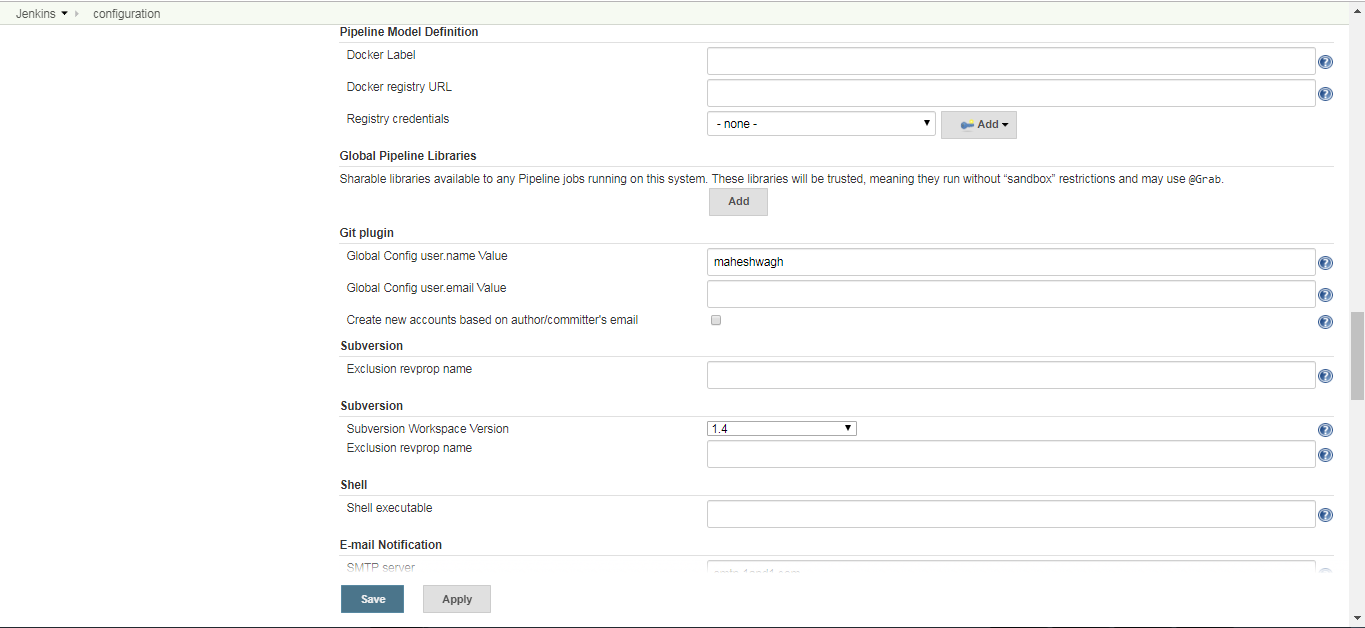 Jenkins configuration
Pipeline Model Definition
Docker Label
Docker registry URL
Registry credentials - none - Add
Global Pipeline Libraries
Sharable libraries available to any Pipeline jobs running on this system. These libraries will be trusted, meaning they run without “sandbox” restrictions and may use @Grab.
Add
Git plugin
Global Config user.name Value maheshwagh
Global Config user.email Value
Create new accounts based on author/committer's email
Subversion
Exclusion revprop name
Subversion
Subversion Workspace Version 1.4
Exclusion revprop name
Shell
Shell executable
E-mail Notification
SMTP server
Save Apply